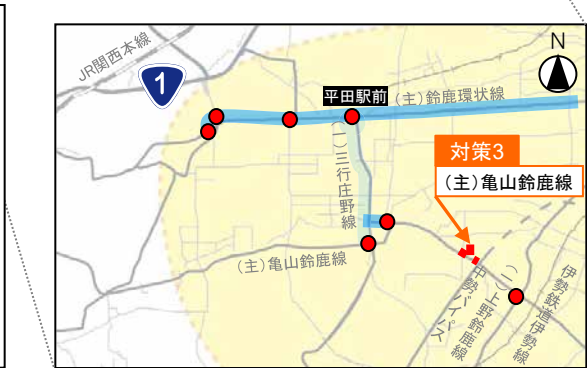 JR関西本線
N
1
平田駅前
(主)鈴鹿環状線
対策3
(主)亀山鈴鹿線
(一)三行庄野線
(主)亀山鈴鹿線
中勢バイパス
(一)上野鈴鹿線
伊勢鉄道伊勢線